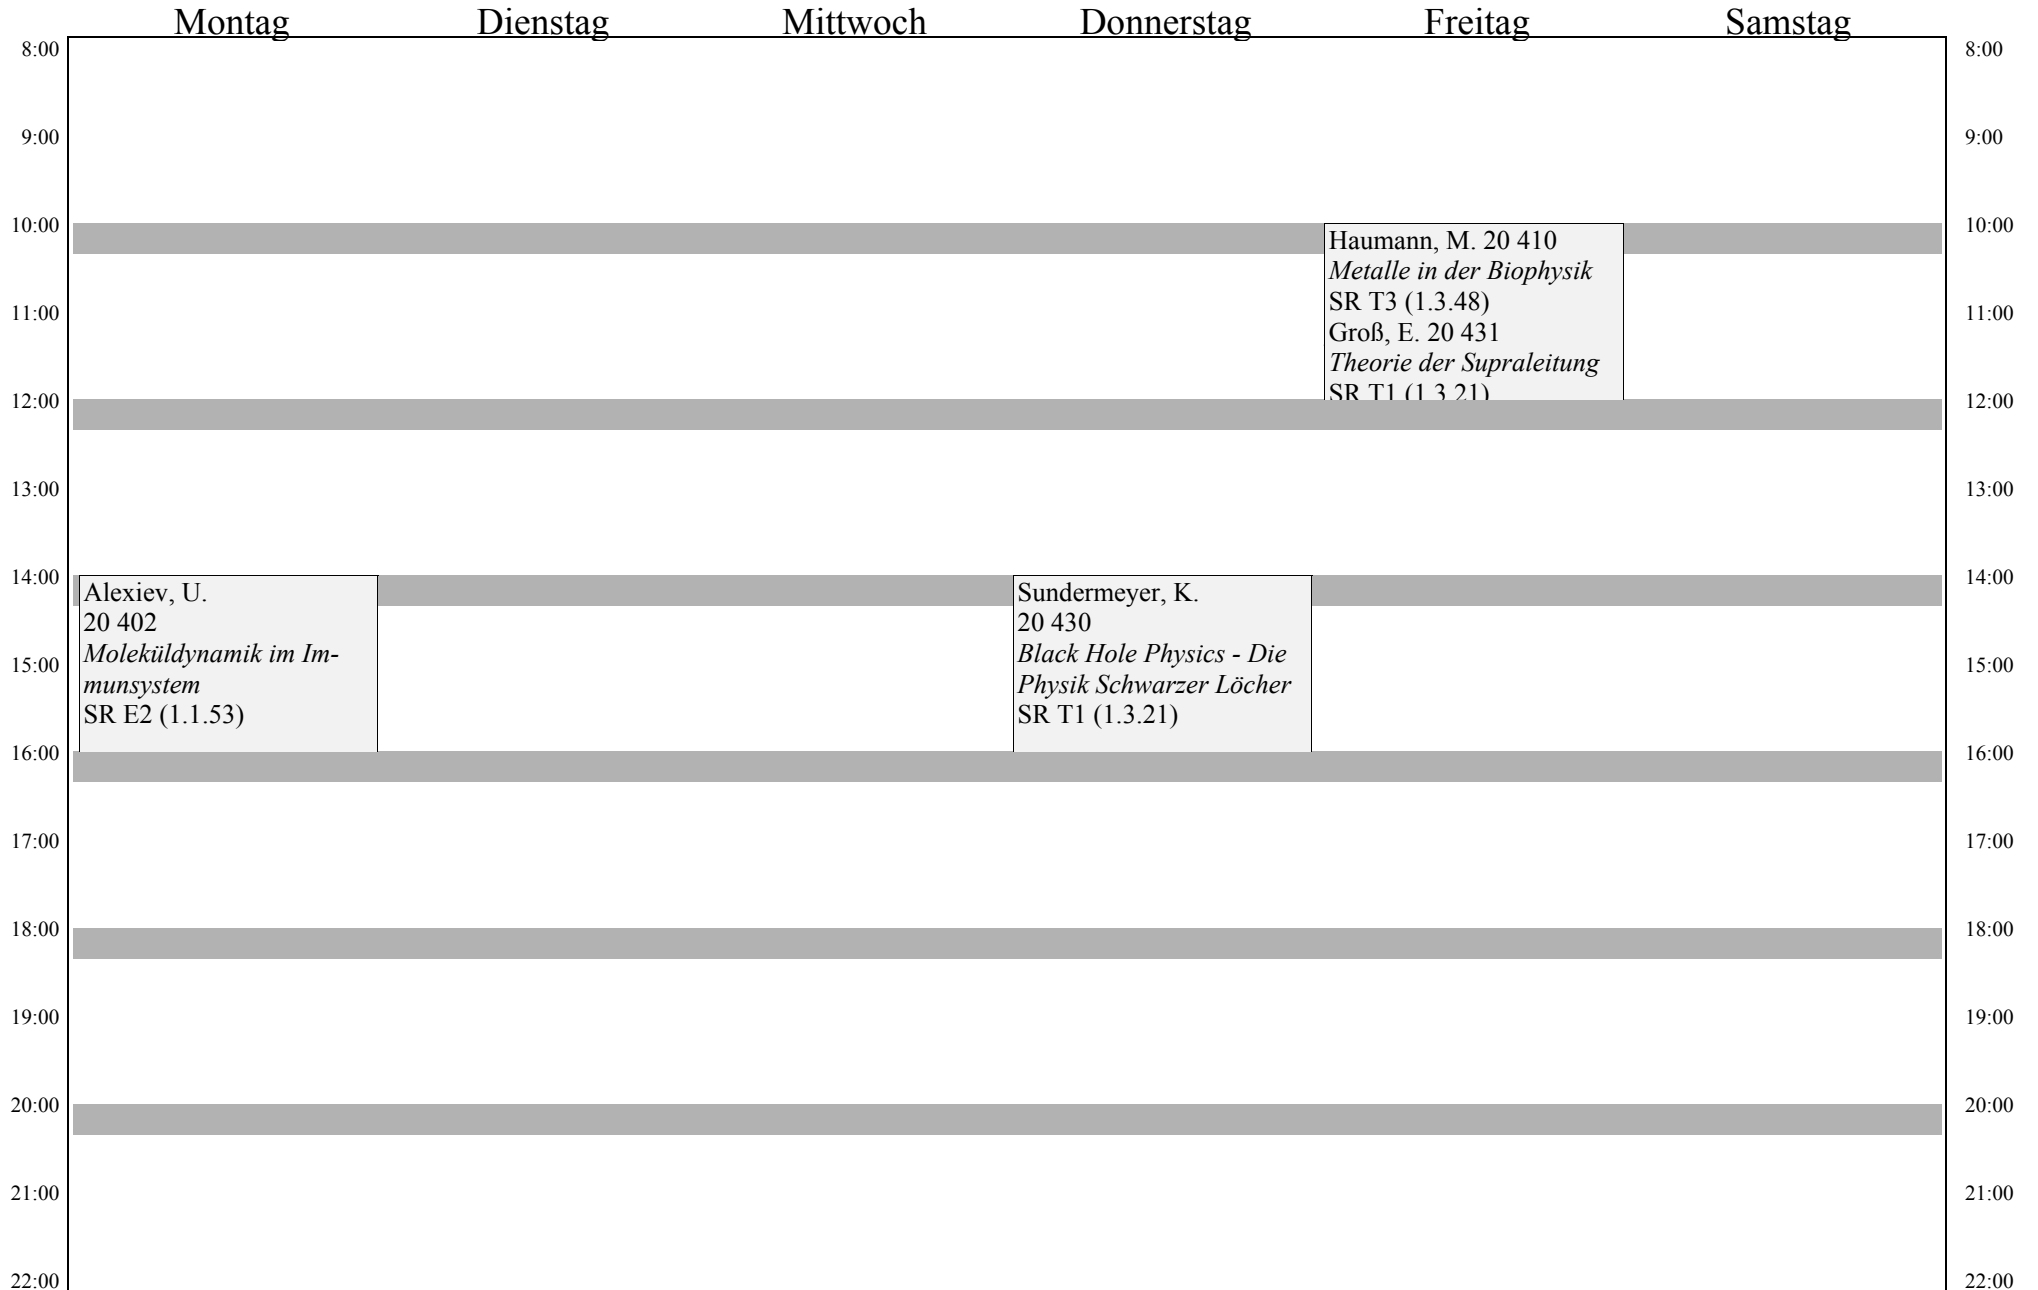 Montag Dienstag Mittwoch Donnerstag Freitag Samstag
8:00 8:00
9:00 9:00
10:00 10:00
Haumann, M. 20 410
Metalle in der Biophysik
SR T3 (1.3.48)
11:00 11:00
Groß, E. 20 431
Theorie der Supraleitung
SR T1 (1.3.21)
12:00 12:00
13:00 13:00
14:00 14:00
Alexiev, U.
20 402
Moleküldynamik im Im-
munsystem
SR E2 (1.1.53)
Sundermeyer, K.
20 430
Black Hole Physics - Die
Physik Schwarzer Löcher
SR T1 (1.3.21)
15:00 15:00
16:00 16:00
17:00 17:00
18:00 18:00
19:00 19:00
20:00 20:00
21:00 21:00
22:00 22:00